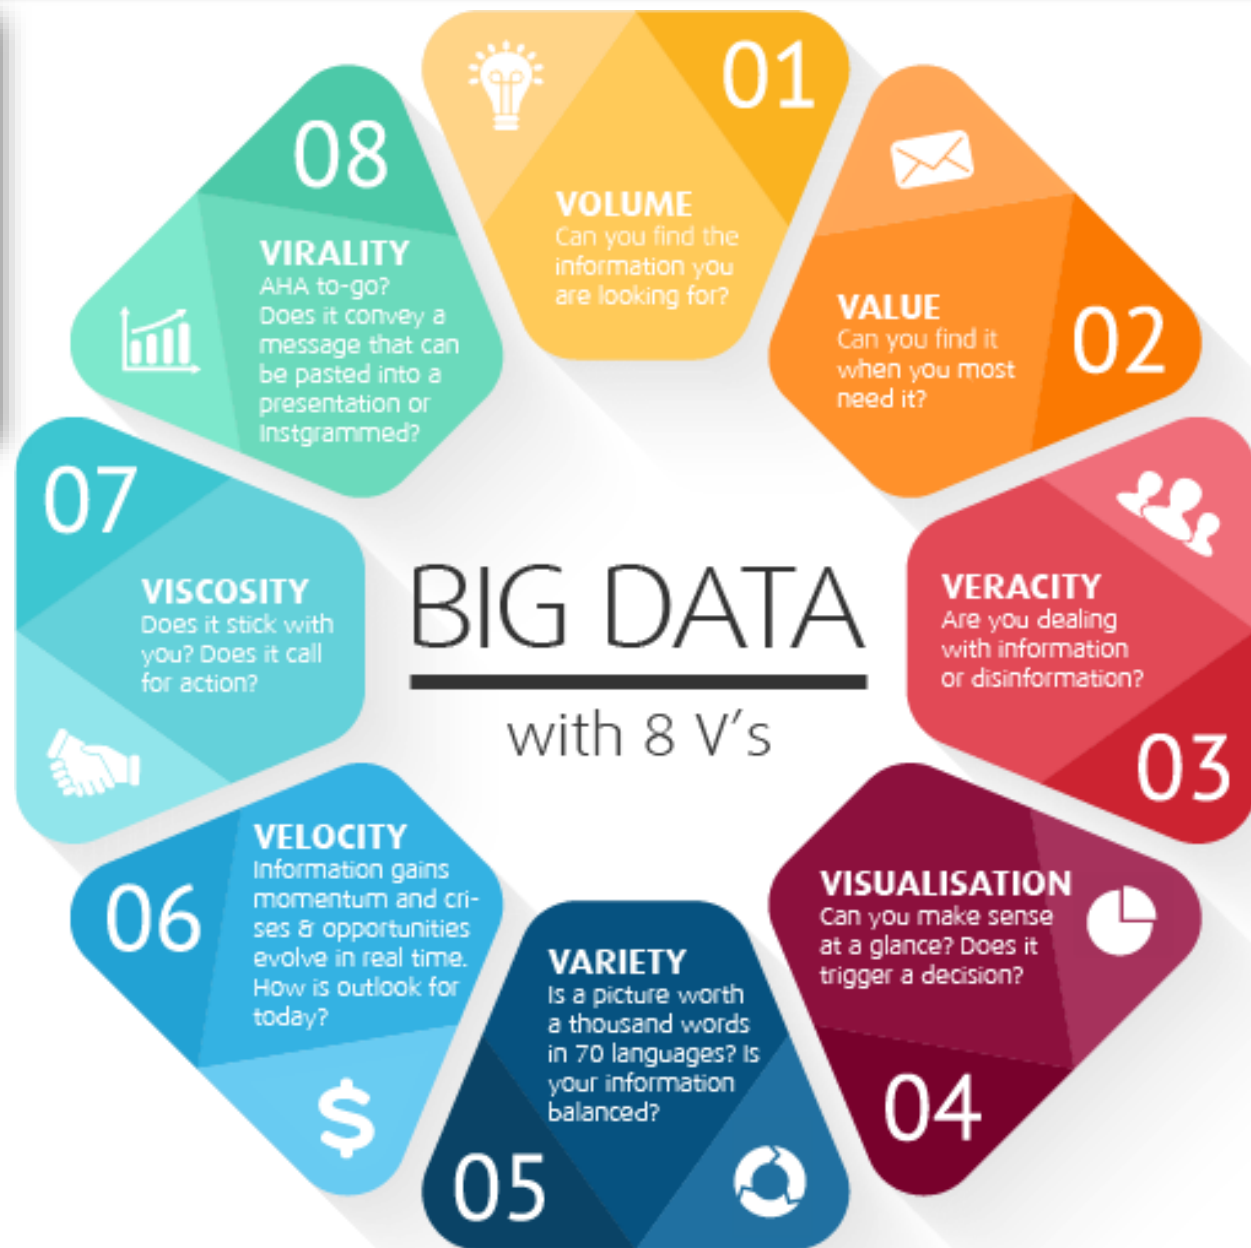 BIG DATA
with 8 V's
01
VOLUME
Can you find the
information you
are looking for?
02
VALUE
Can you find it
when you most
need it?
03
VERACITY
Are you dealing
with information
or disinformation?
04
VISUALISATION
Can you make sense
at a glance? Does it
trigger a decision?
05
VARIETY
Is a picture worth
a thousand words
in 70 languages? Is
your information
balanced?
06
VELOCITY
Information gains
momentum and cri-
ses & opportunities
evolve in real time.
How is outlook for
today?
$
07
VISCOSITY
Does it stick with
you? Does it call
for action?
08
VIRALITY
AHA to-go?
Does it convey a
message that can
be pasted into a
presentation or
Instgrammed?